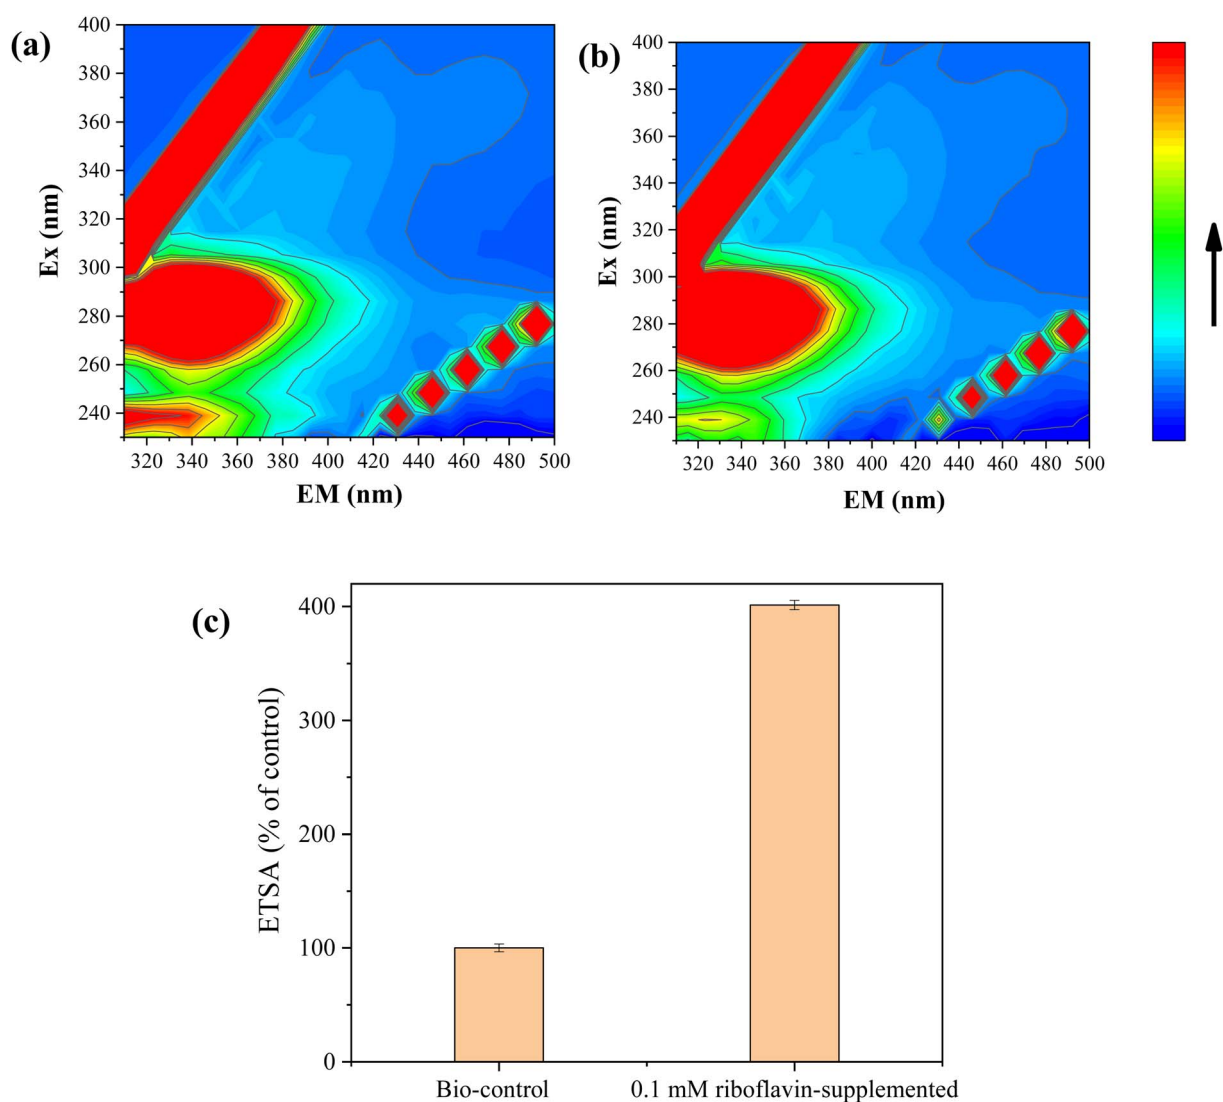 (a)
400
380
360
340
320
300
280
260
240
Ex (nm)
320 340 360 380 400 420 440 460 480 500
EM (nm)
(b)
400
380
360
340
320
300
280
260
240
Ex (nm)
320 340 360 380 400 420 440 460 480 500
EM (nm)
(c)
400
300
200
100
0
ETSA (% of control)
Bio-control 0.1 mM riboflavin-supplemented